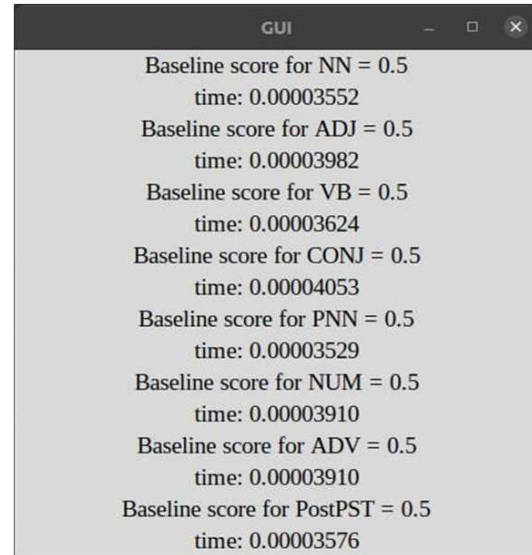 GUI
Baseline score for NN = 0.5
time: 0.00003552
Baseline score for ADJ = 0.5
time: 0.00003982
Baseline score for VB = 0.5
time: 0.00003624
Baseline score for CONJ = 0.5
time: 0.00004053
Baseline score for PNN = 0.5
time: 0.00003529
Baseline score for NUM = 0.5
time: 0.00003910
Baseline score for ADV = 0.5
time: 0.00003910
Baseline score for PostPST = 0.5
time: 0.00003576